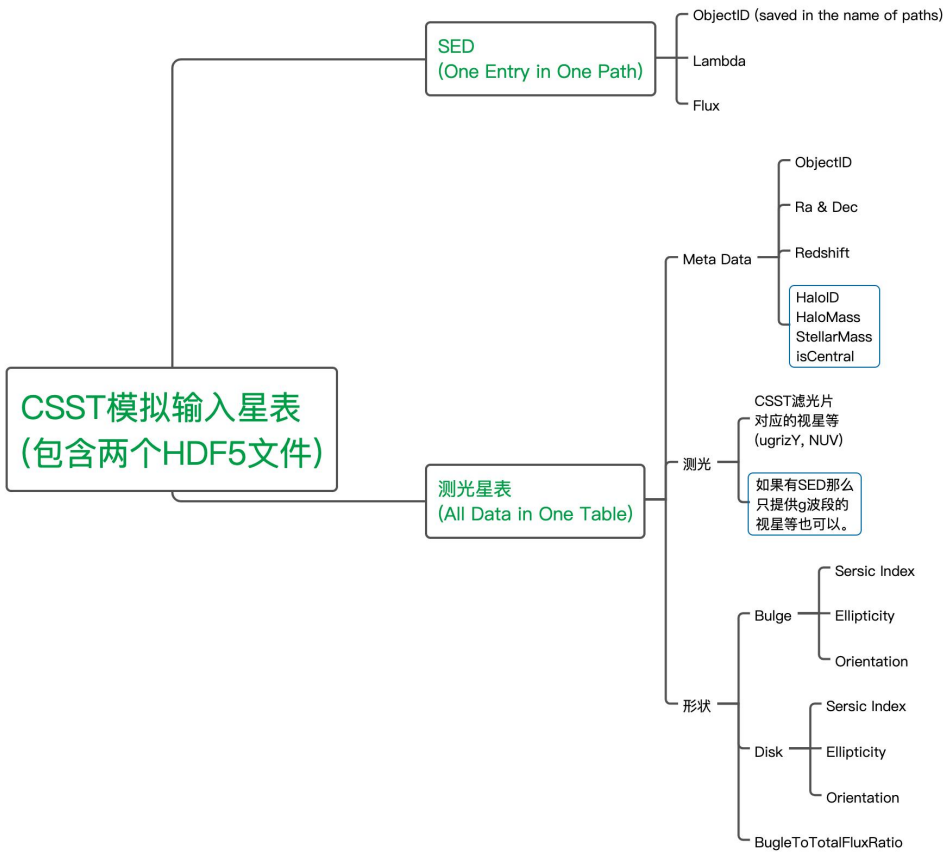 ObjectID (saved in the name of paths)
SED
(One Entry in One Path)
Lambda
Flux
ObjectID
Ra & Dec
Meta Data
Redshift
HaloID
HaloMass
StellarMass
isCentral
CSST模拟输入星表
(包含两个HDF5文件)
CSST滤光片
对应的视星等
(ugrizY, NUV)
测光
如果有SED那么
只提供g波段的
视星等也可以。
测光星表
(All Data in One Table)
Sersic Index
Bulge
Ellipticity
Orientation
形状
Sersic Index
Disk
Ellipticity
Orientation
BugleToTotalFluxRatio